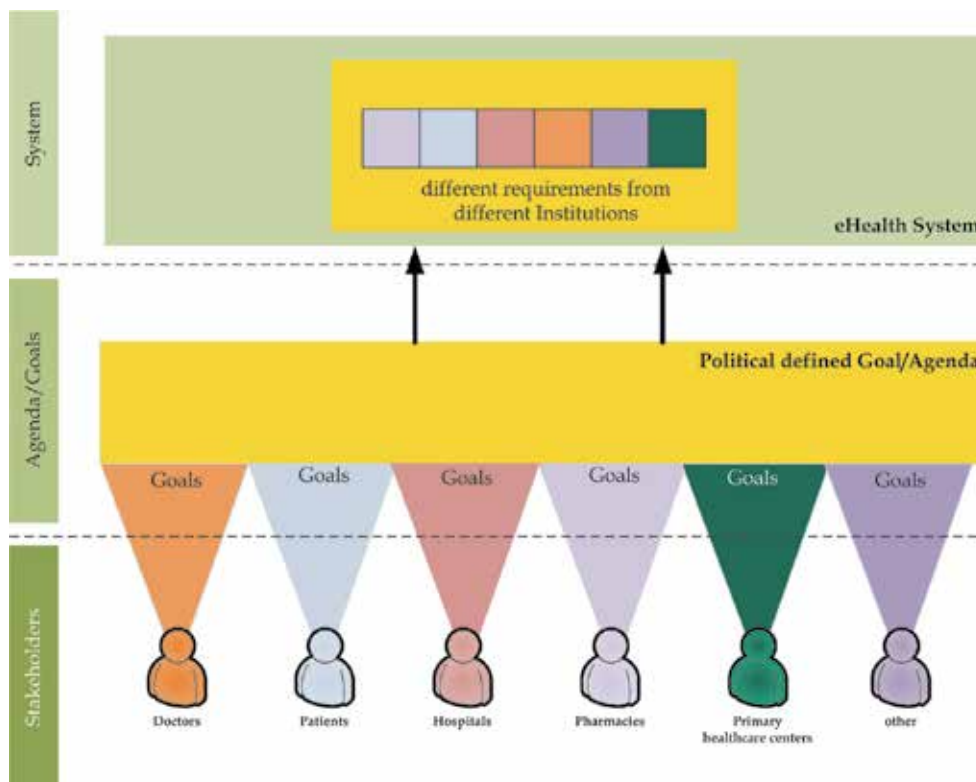 System
different requirements from
different Institutions
eHealth System
Agenda/Goals
Political defined Goal/Agenda
Goals
Goals
Goals
Goals
Goals
Goals
Stakeholders
Doctors
Patients
Hospitals
Pharmacies
Primary
healthcare centers
other